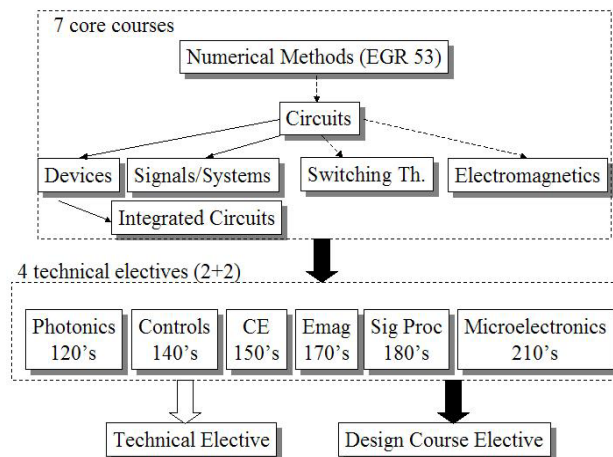 7 core courses
Numerical Methods (EGR 53)
Circuits
Devices
Signals/Systems
Switching Th.
Electromagnetics
Integrated Circuits
4 technical electives (2+2)
Photonics
120's
Controls
140's
CE
150's
Emag
170's
Sig Proc
180's
Microelectronics
210's
Technical Elective
Design Course Elective